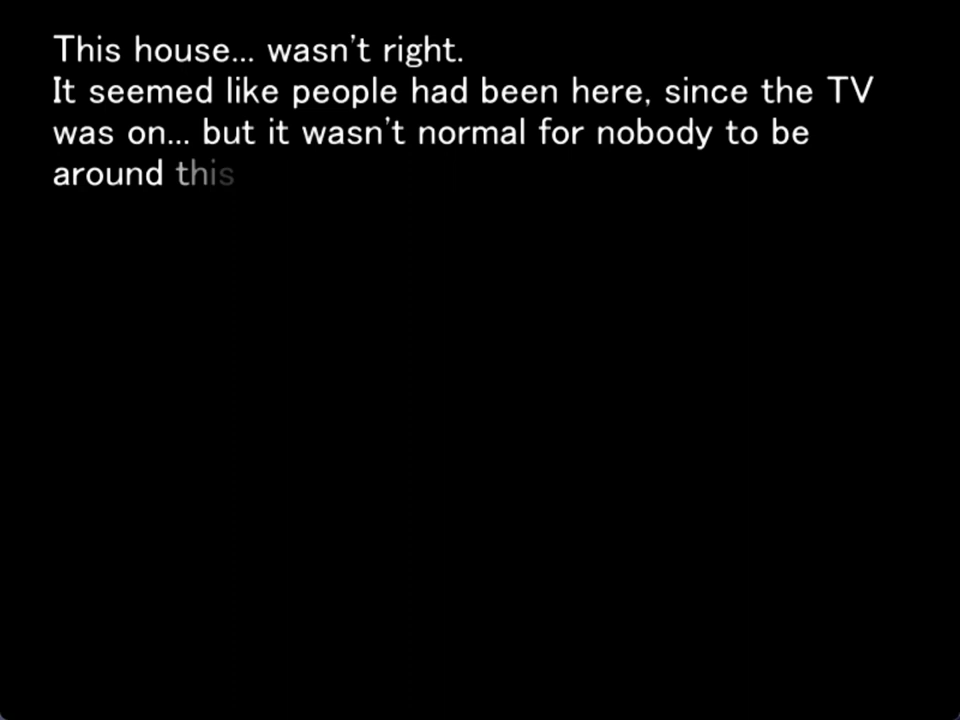 This house... wasn't right.
It seemed like people had been here, since the TV
was on... but it wasn't normal for nobody to be
around this